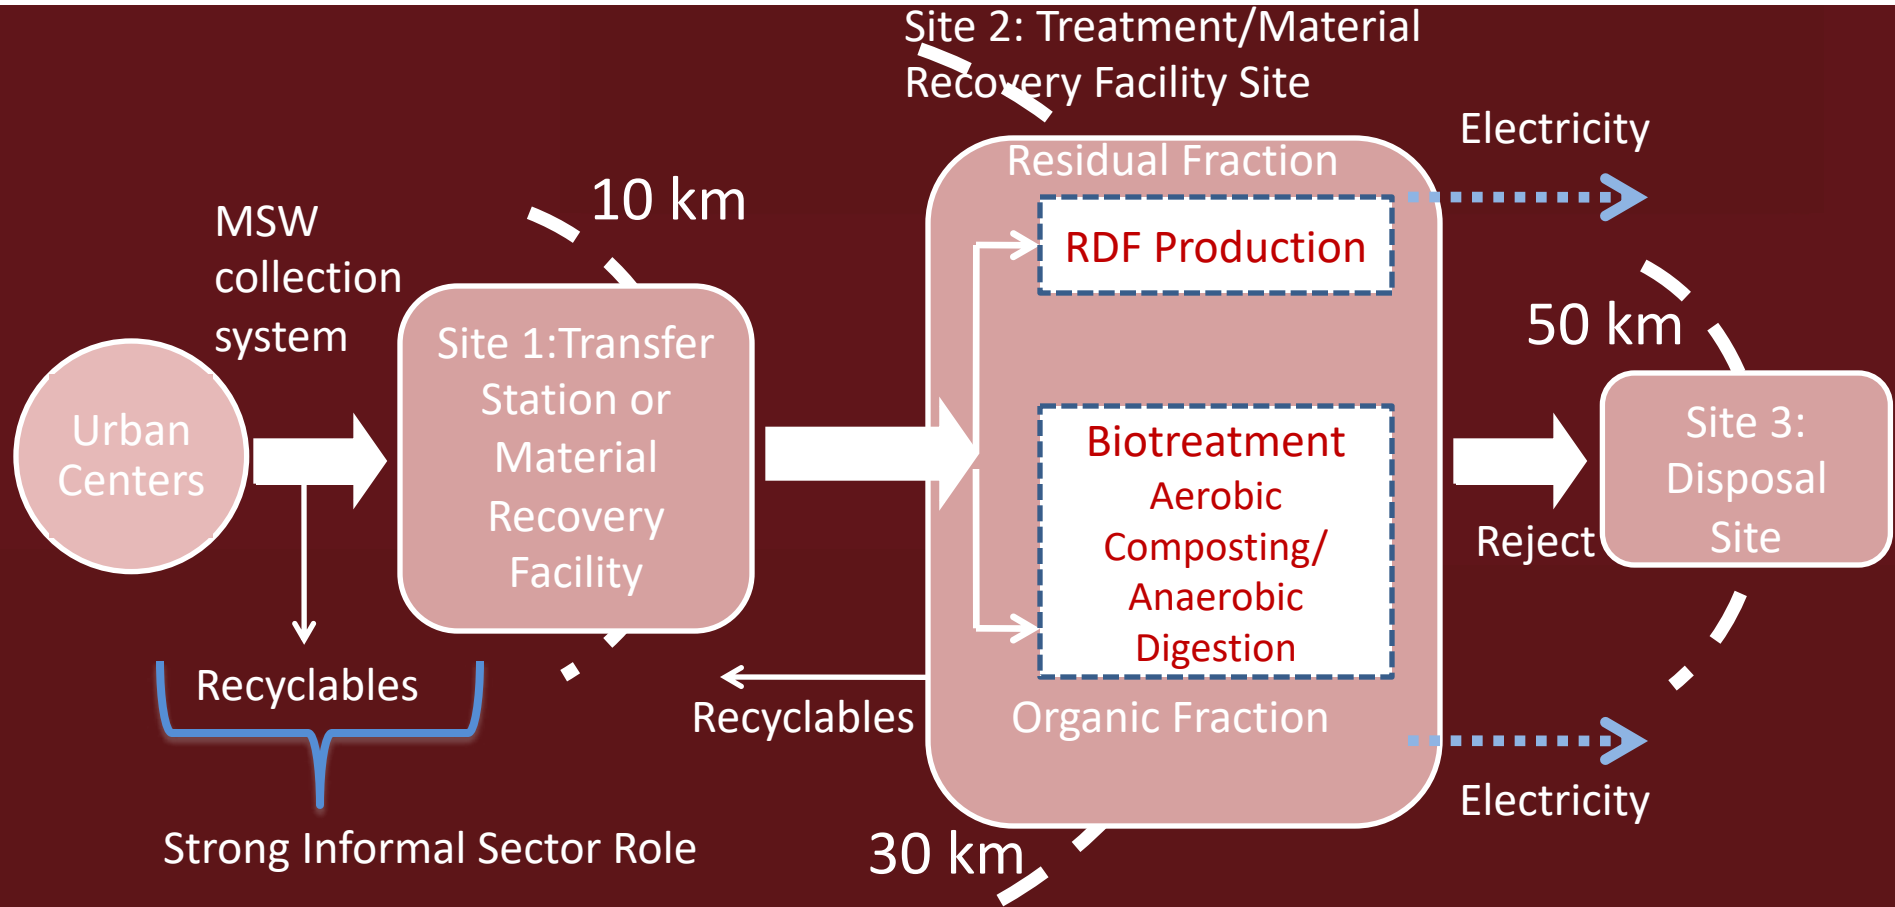 Site 2: Treatment/Material
Recovery Facility Site
Electricity
Residual Fraction
10 km
MSW
collection
system
RDF Production
50 km
Site 1:Transfer
Station or
Material
Recovery
Facility
Urban
Centers
Biotreatment
Aerobic
Composting/
Anaerobic
Digestion
Site 3:
Disposal
Site
Reject
Recyclables
Recyclables
Organic Fraction
Electricity
Strong Informal Sector Role
30 km